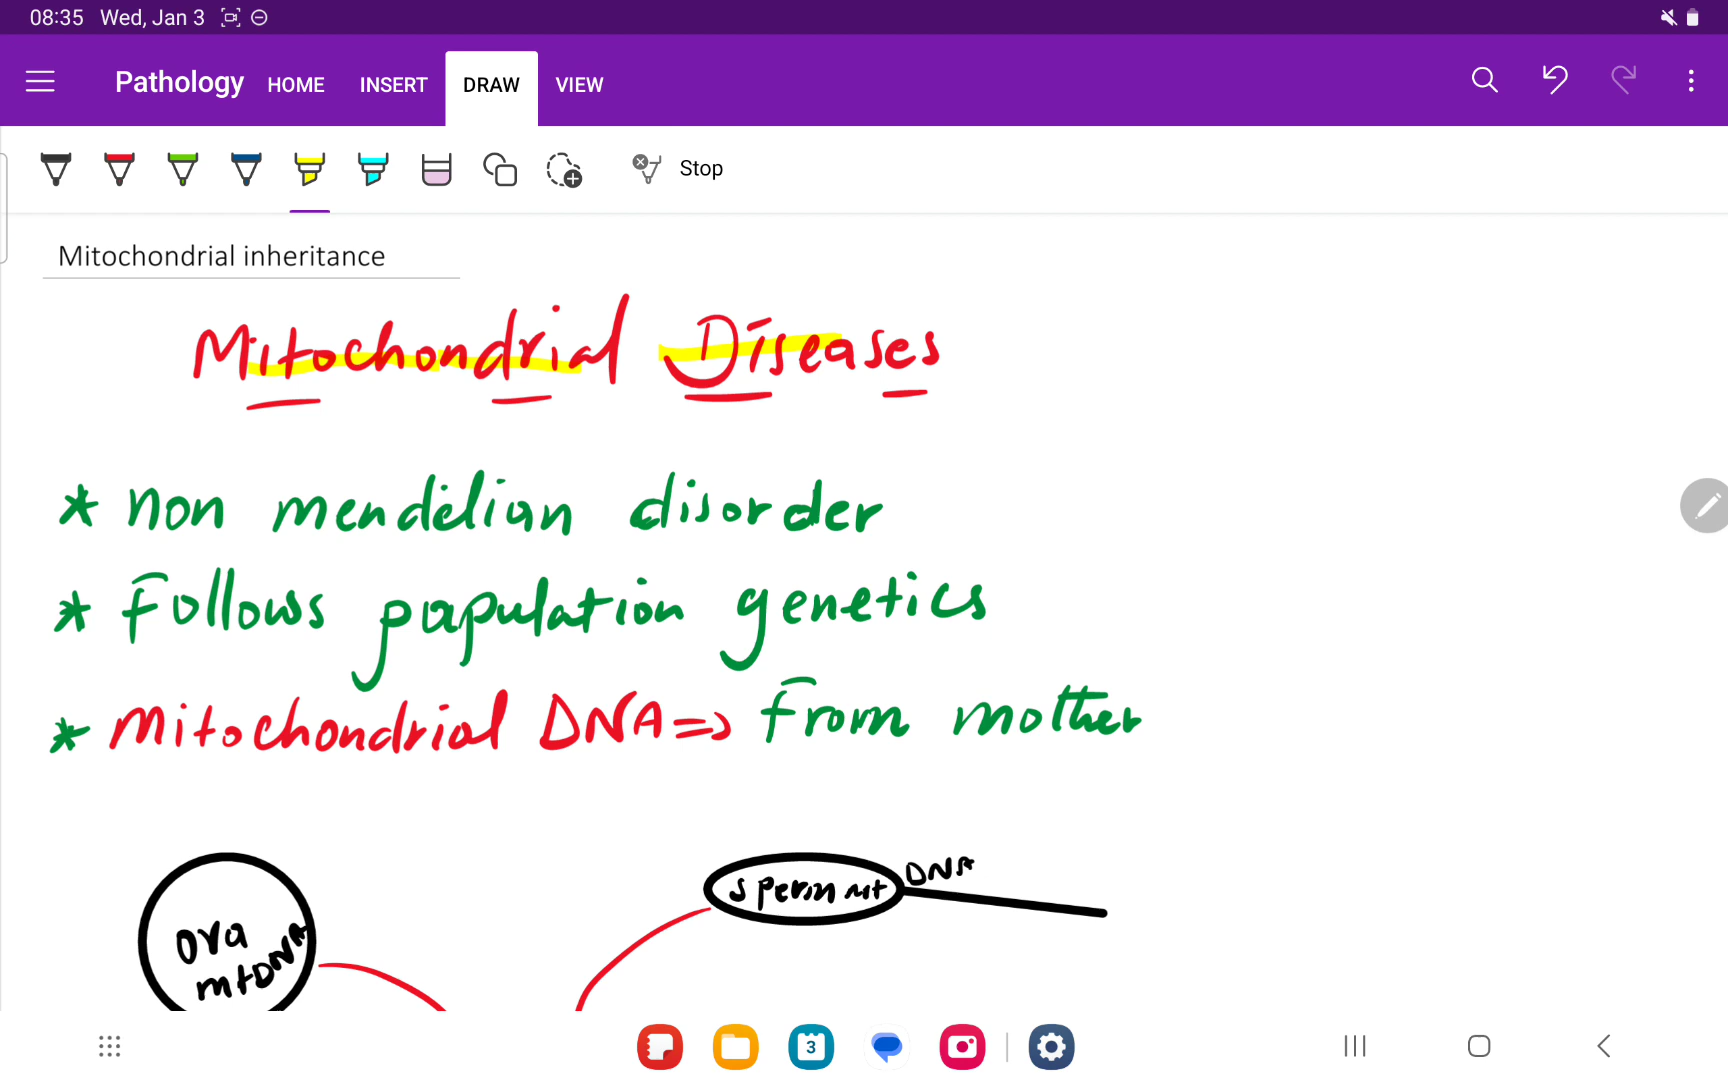 08:35 Wed, Jan 3
Pathology HOME INSERT DRAW VIEW
Stop
Mitochondrial inheritance
Mitochondrial Diseases
* non mendelian disorder
* Follows population genetics
* Mitochondrial DNA => From mother
ova
mtDNA
sperm mt DNA
3